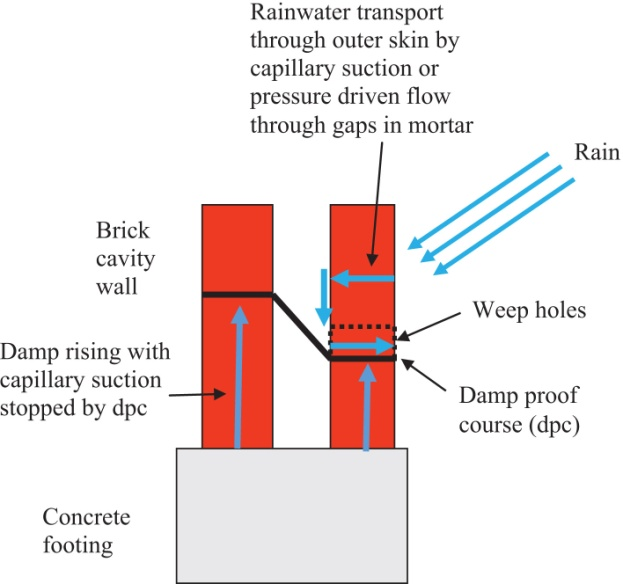 Rainwater transport
through outer skin by
capillary suction or
pressure driven flow
through gaps in mortar
Rain
Brick
cavity
wall
Weep holes
Damp rising with
capillary suction
stopped by dpc
Damp proof
course (dpc)
Concrete
footing